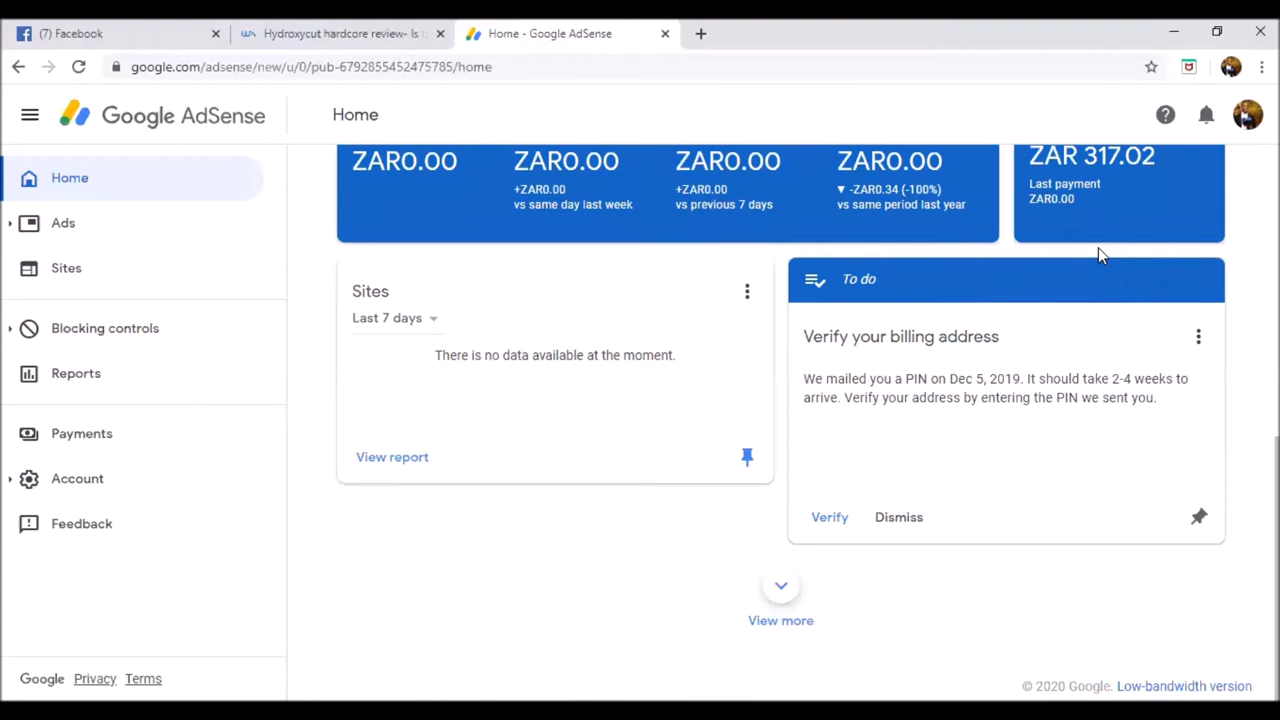 (7) Facebook
Hydroxycut hardcore review- Is
Home - Google AdSense
google.com/adsense/new/u/0/pub-6792855452475785/home
Google AdSense
Home
Home
Ads
Sites
Blocking controls
Reports
Payments
Account
Feedback
Google Privacy Terms
ZAR0.00
ZAR0.00
+ZAR0.00
vs same day last week
ZAR0.00
+ZAR0.00
vs previous 7 days
ZAR0.00
▼ -ZAR0.34 (-100%)
vs same period last year
ZAR 317.02
Last payment
ZAR0.00
Sites
Last 7 days
There is no data available at the moment.
View report
To do
Verify your billing address
We mailed you a PIN on Dec 5, 2019. It should take 2-4 weeks to
arrive. Verify your address by entering the PIN we sent you.
Verify Dismiss
View more
© 2020 Google. Low-bandwidth version